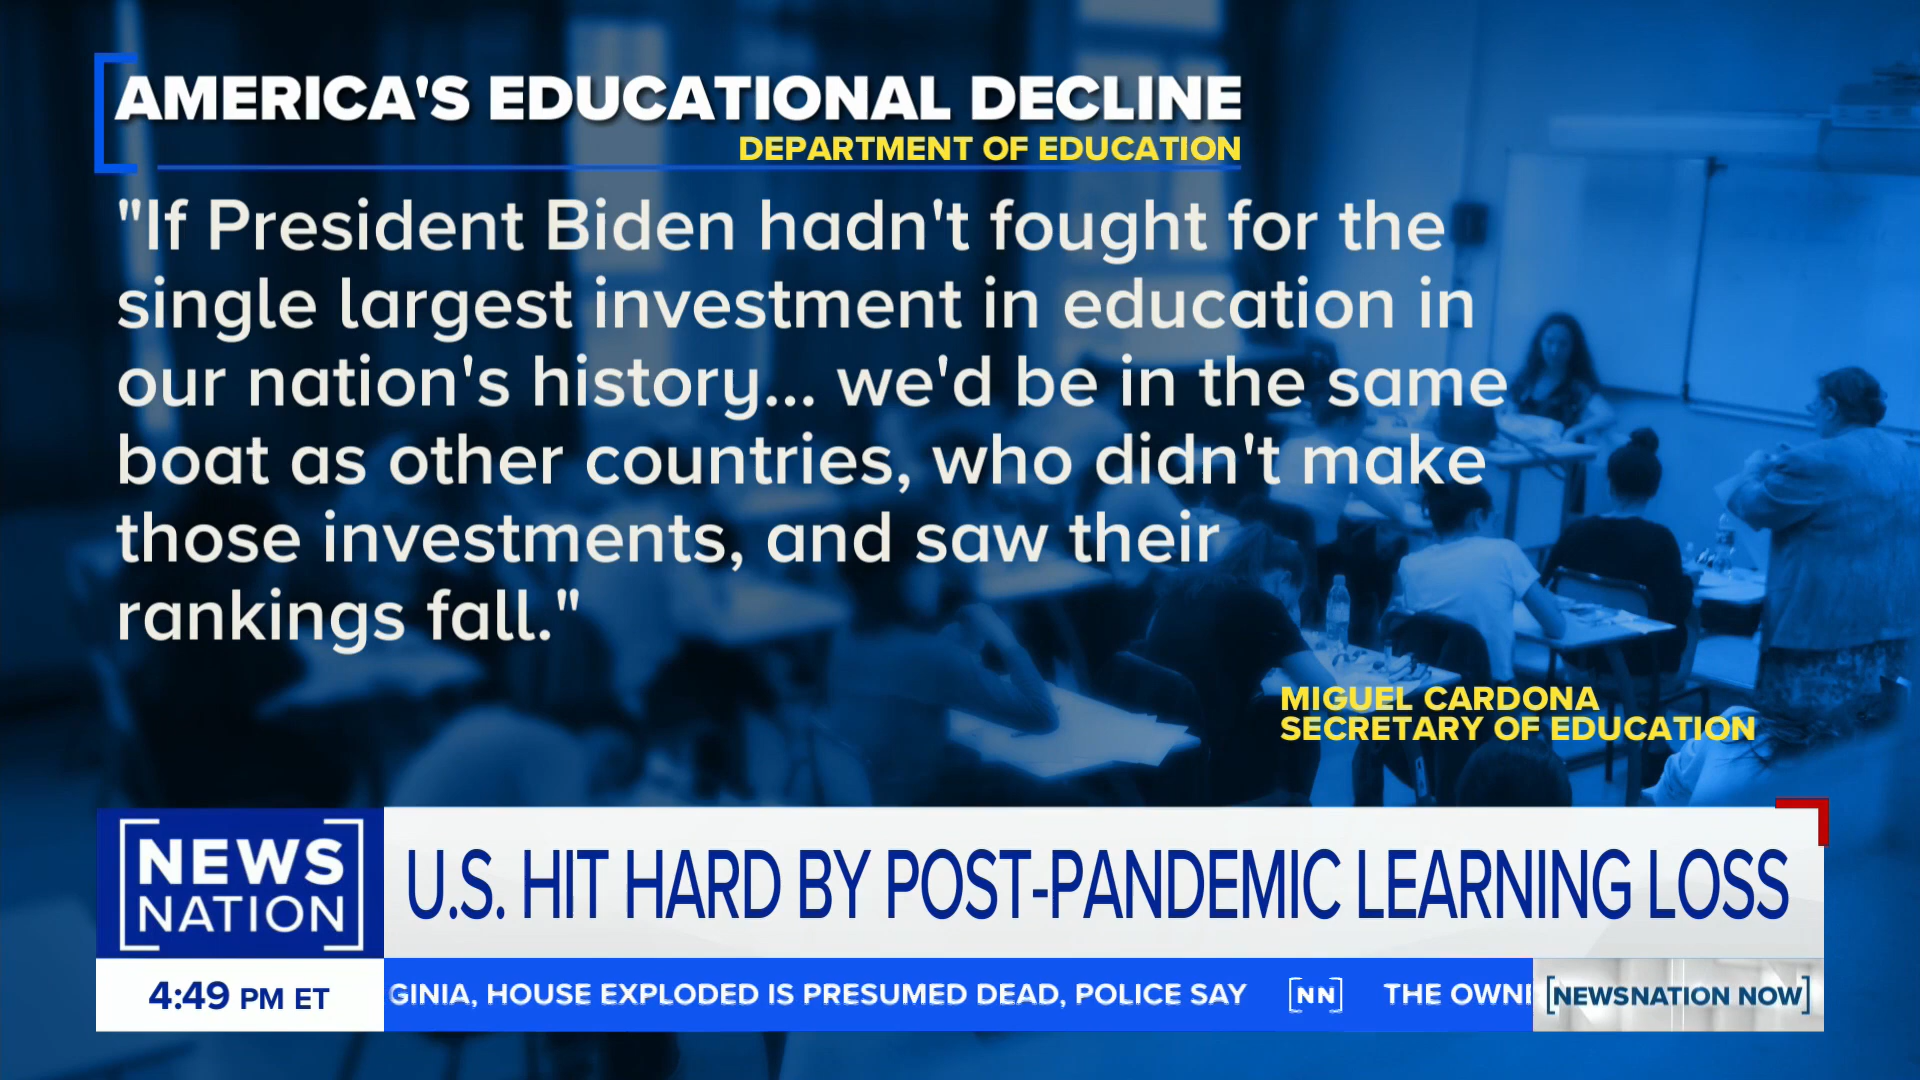 AMERICA'S EDUCATIONAL DECLINE
DEPARTMENT OF EDUCATION
"If President Biden hadn't fought for the
single largest investment in education in
our nation's history... we'd be in the same
boat as other countries, who didn't make
those investments, and saw their
rankings fall."
MIGUEL CARDONA
SECRETARY OF EDUCATION
NEWS
NATION
U.S. HIT HARD BY POST-PANDEMIC LEARNING LOSS
4:49 PM ET
GINIA, HOUSE EXPLODED IS PRESUMED DEAD, POLICE SAY [NN] THE OWN
[NEWSNATION NOW]